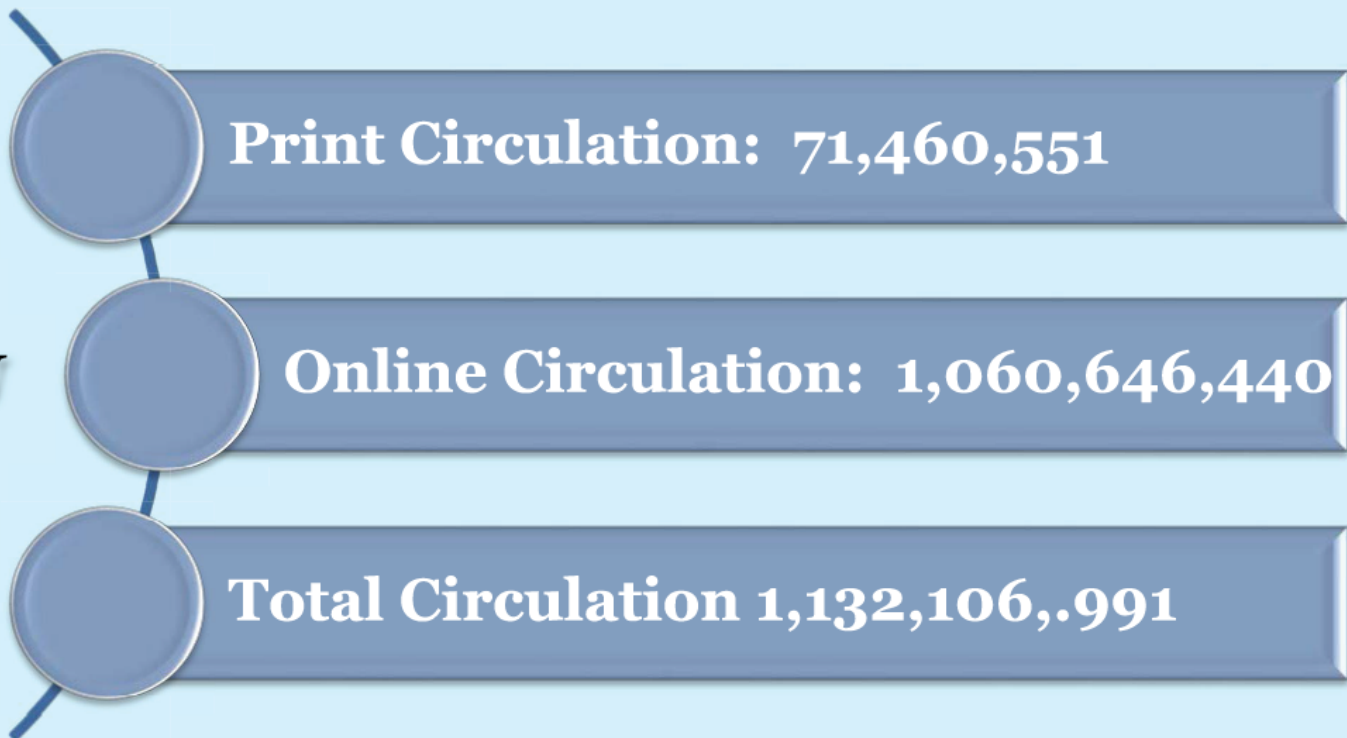 Print Circulation: 71,460,551
Online Circulation: 1,060,646,440
Total Circulation 1,132,106,.991